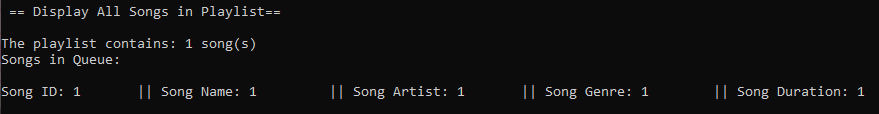 == Display All Songs in Playlist==
The playlist contains: 1 song(s)
Songs in Queue:
Song ID: 1 || Song Name: 1 || Song Artist: 1 || Song Genre: 1 || Song Duration: 1